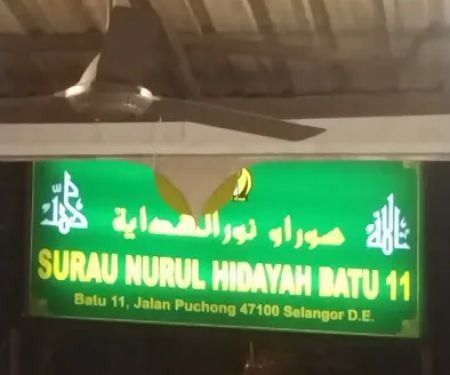 محمد
الله
سوراو نورالهداية
SURAU NURUL HIDAYAH BATU 11
Batu 11, Jalan Puchong 47100 Selangor D.E.